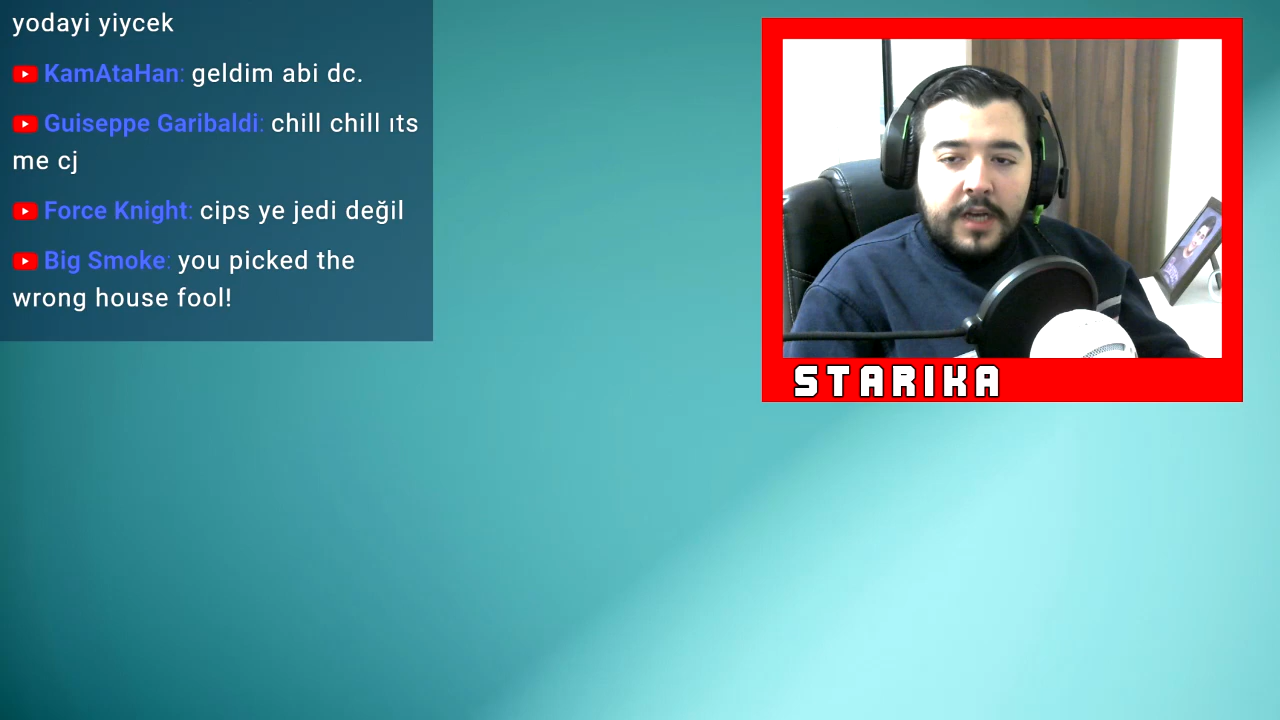 yodayi yiycek
KamAtaHan: geldim abi dc.
Guiseppe Garibaldi: chill chill ıts
me cj
Force Knight: cips ye jedi değil
Big Smoke: you picked the
wrong house fool!
STARIKA